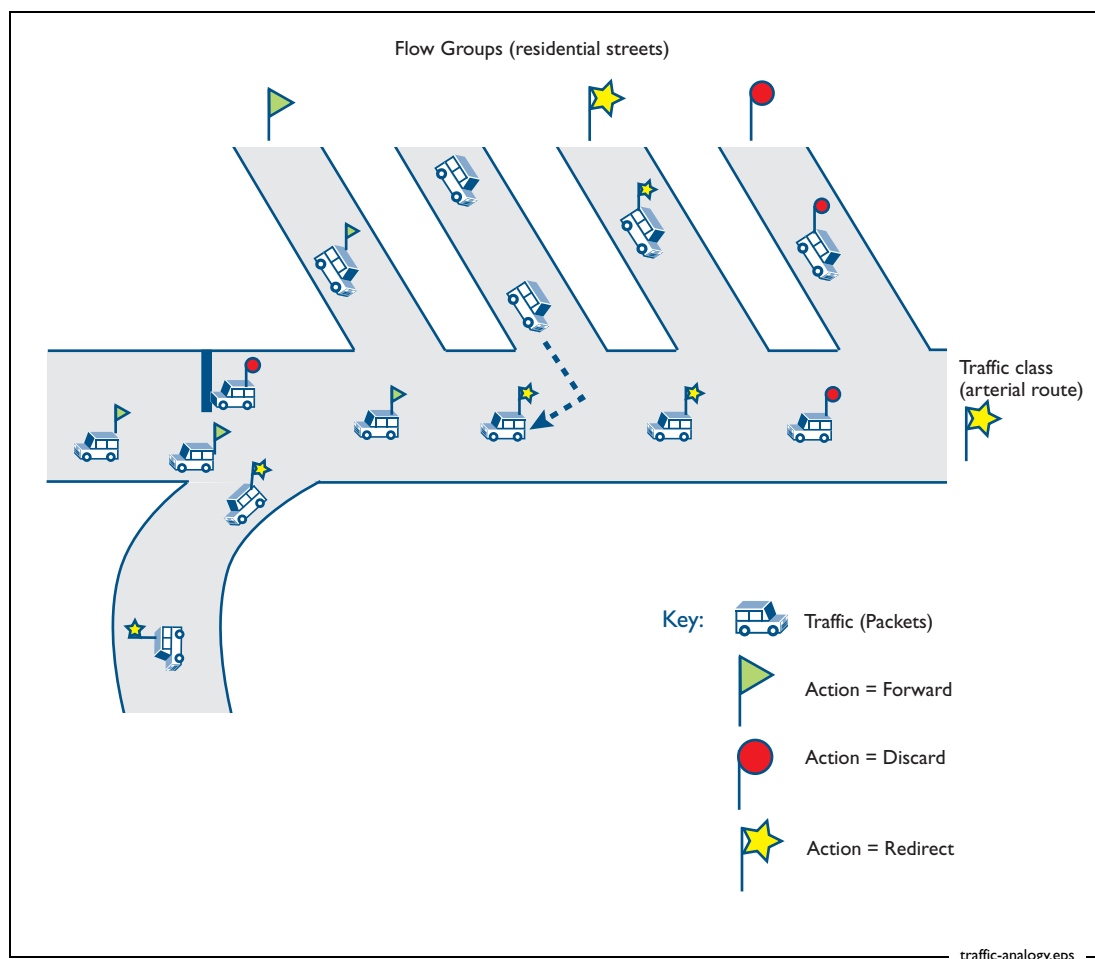 Flow Groups (residential streets)
Traffic class
(arterial route)
Key:
Traffic (Packets)
Action = Forward
Action = Discard
Action = Redirect
traffic-analogy.eps